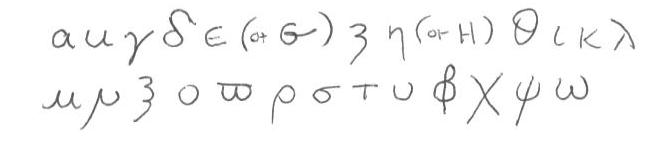 α u γ δ ϵ (or G) ʒ η (or H) θ ι κ λ
μ ν ξ ο ϖ ρ σ τ υ ϕ χ ψ ω